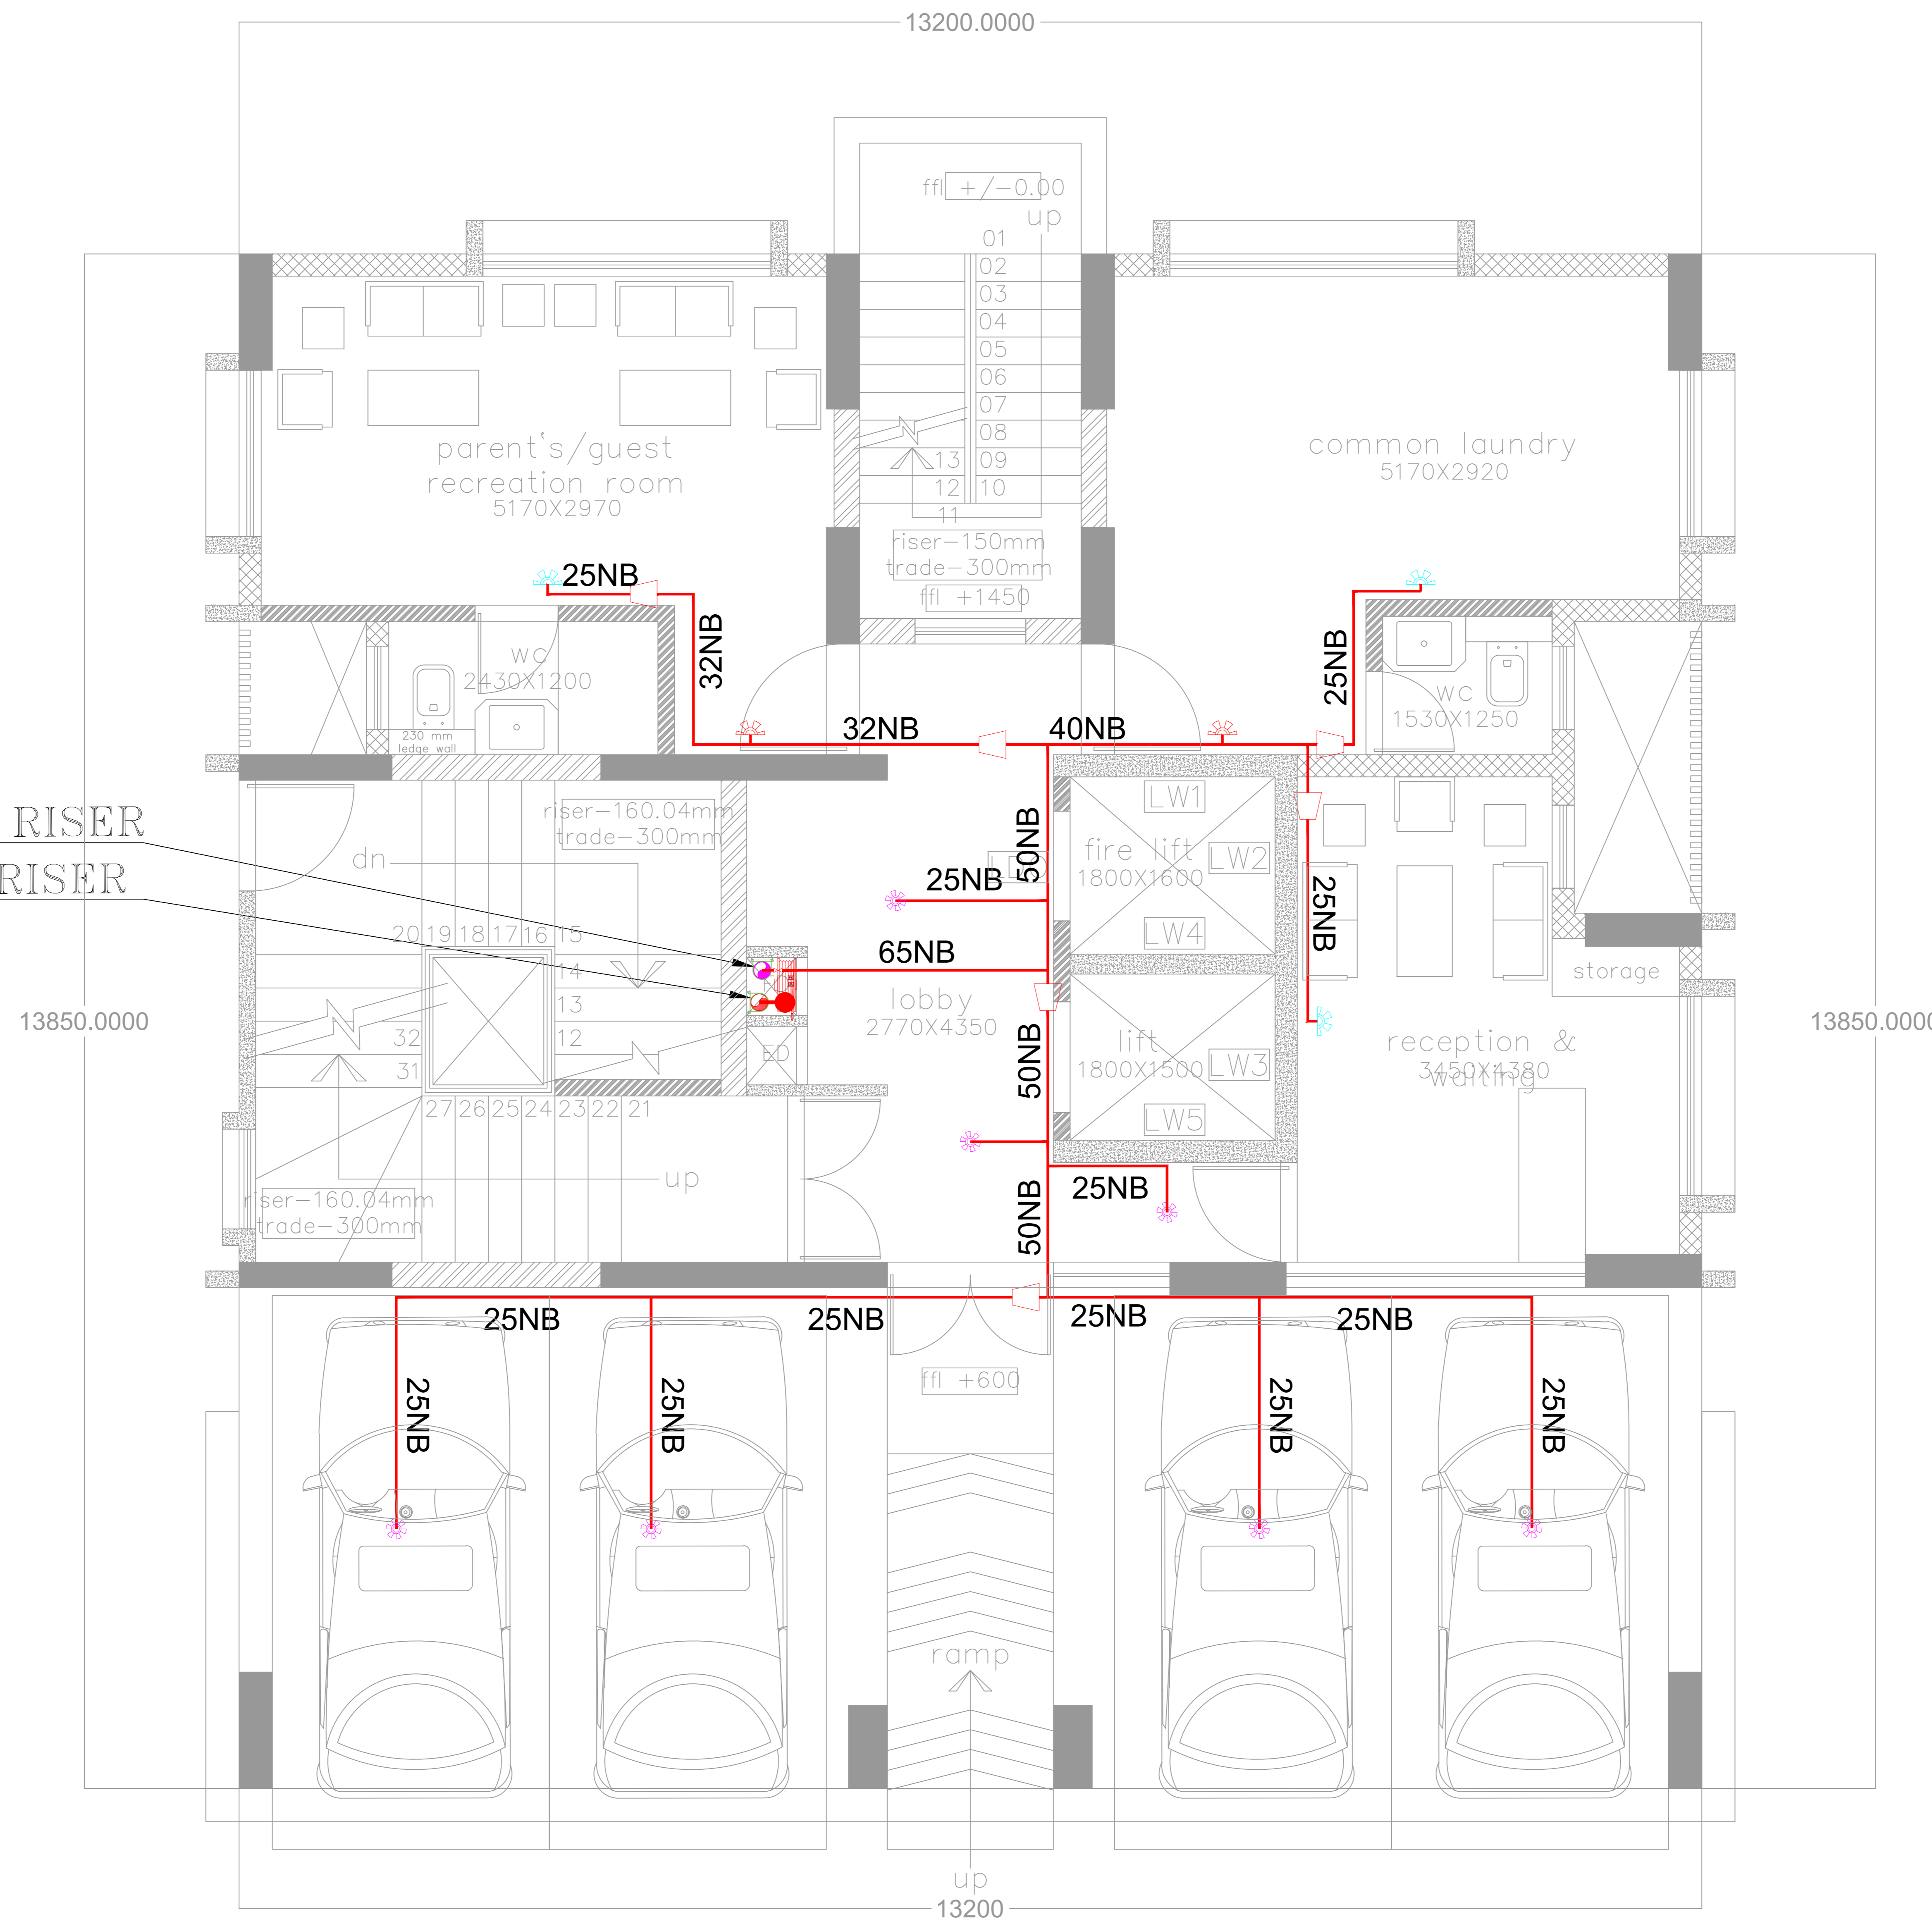 13200.0000
ffl +/-0.00
up
01
02
03
04
05
06
07
08
13 09
12 10
11
riser-150mm
trade-300mm
ffl +1450
parent's/guest
recreation room
5170X2970
common laundry
5170X2920
25NB
32NB
25NB
WC
2430X1200
230 mm
ledge wall
WC
1530X1250
32NB
40NB
RISER
RISER
riser-160.04mm
trade-300mm
dn
LW1
fire lift
1800X1600
LW2
LW4
50NB
25NB
25NB
20 19 18 17 16 15
14
13
12
32
31
65NB
storage
lobby
2770X4350
13850.0000
13850.0000
ED
50NB
lift
1800X1500
LW3
LW5
reception &
waiting
3450X4380
27 26 25 24 23 22 21
up
riser-160.04mm
trade-300mm
50NB
25NB
25NB
25NB
25NB
25NB
25NB
25NB
25NB
25NB
ffl +600
ramp
up
13200